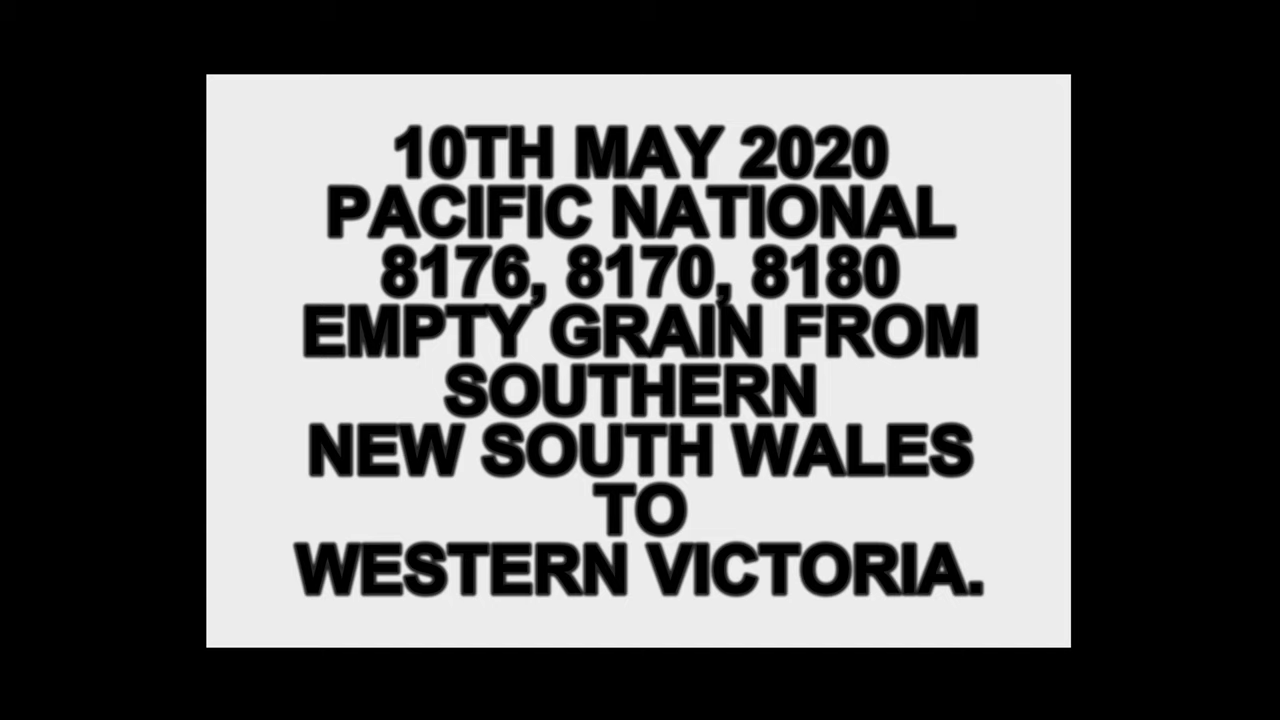 10TH MAY 2020
PACIFIC NATIONAL
8176, 8170, 8180
EMPTY GRAIN FROM
SOUTHERN
NEW SOUTH WALES
TO
WESTERN VICTORIA.